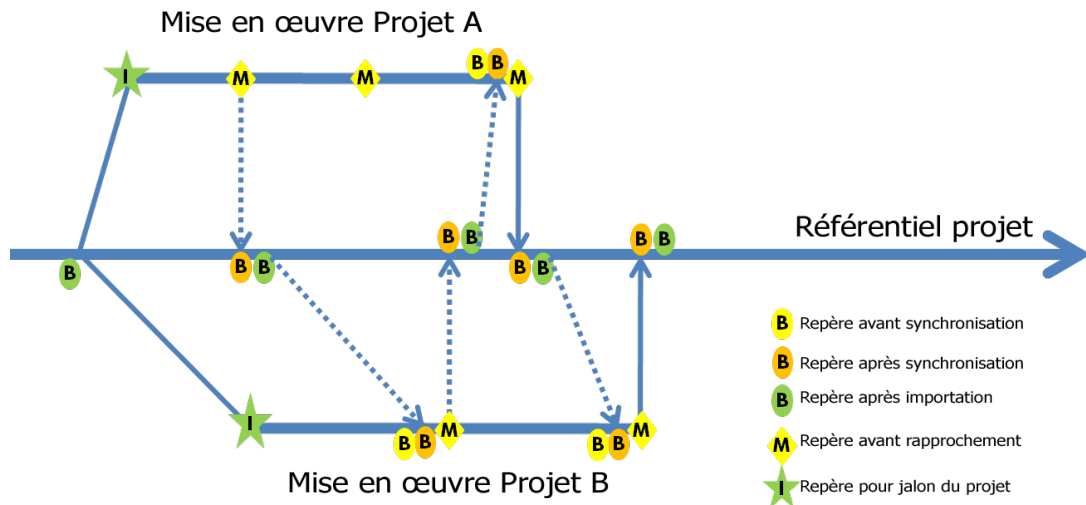 Mise en œuvre Projet A
B B
I M M M
B B B B
Référentiel projet
B B B B B
B Repère avant synchronisation
B Repère après synchronisation
B Repère après importation
I B B M B B M
M Repère avant rapprochement
Mise en œuvre Projet B
I Repère pour jalon du projet